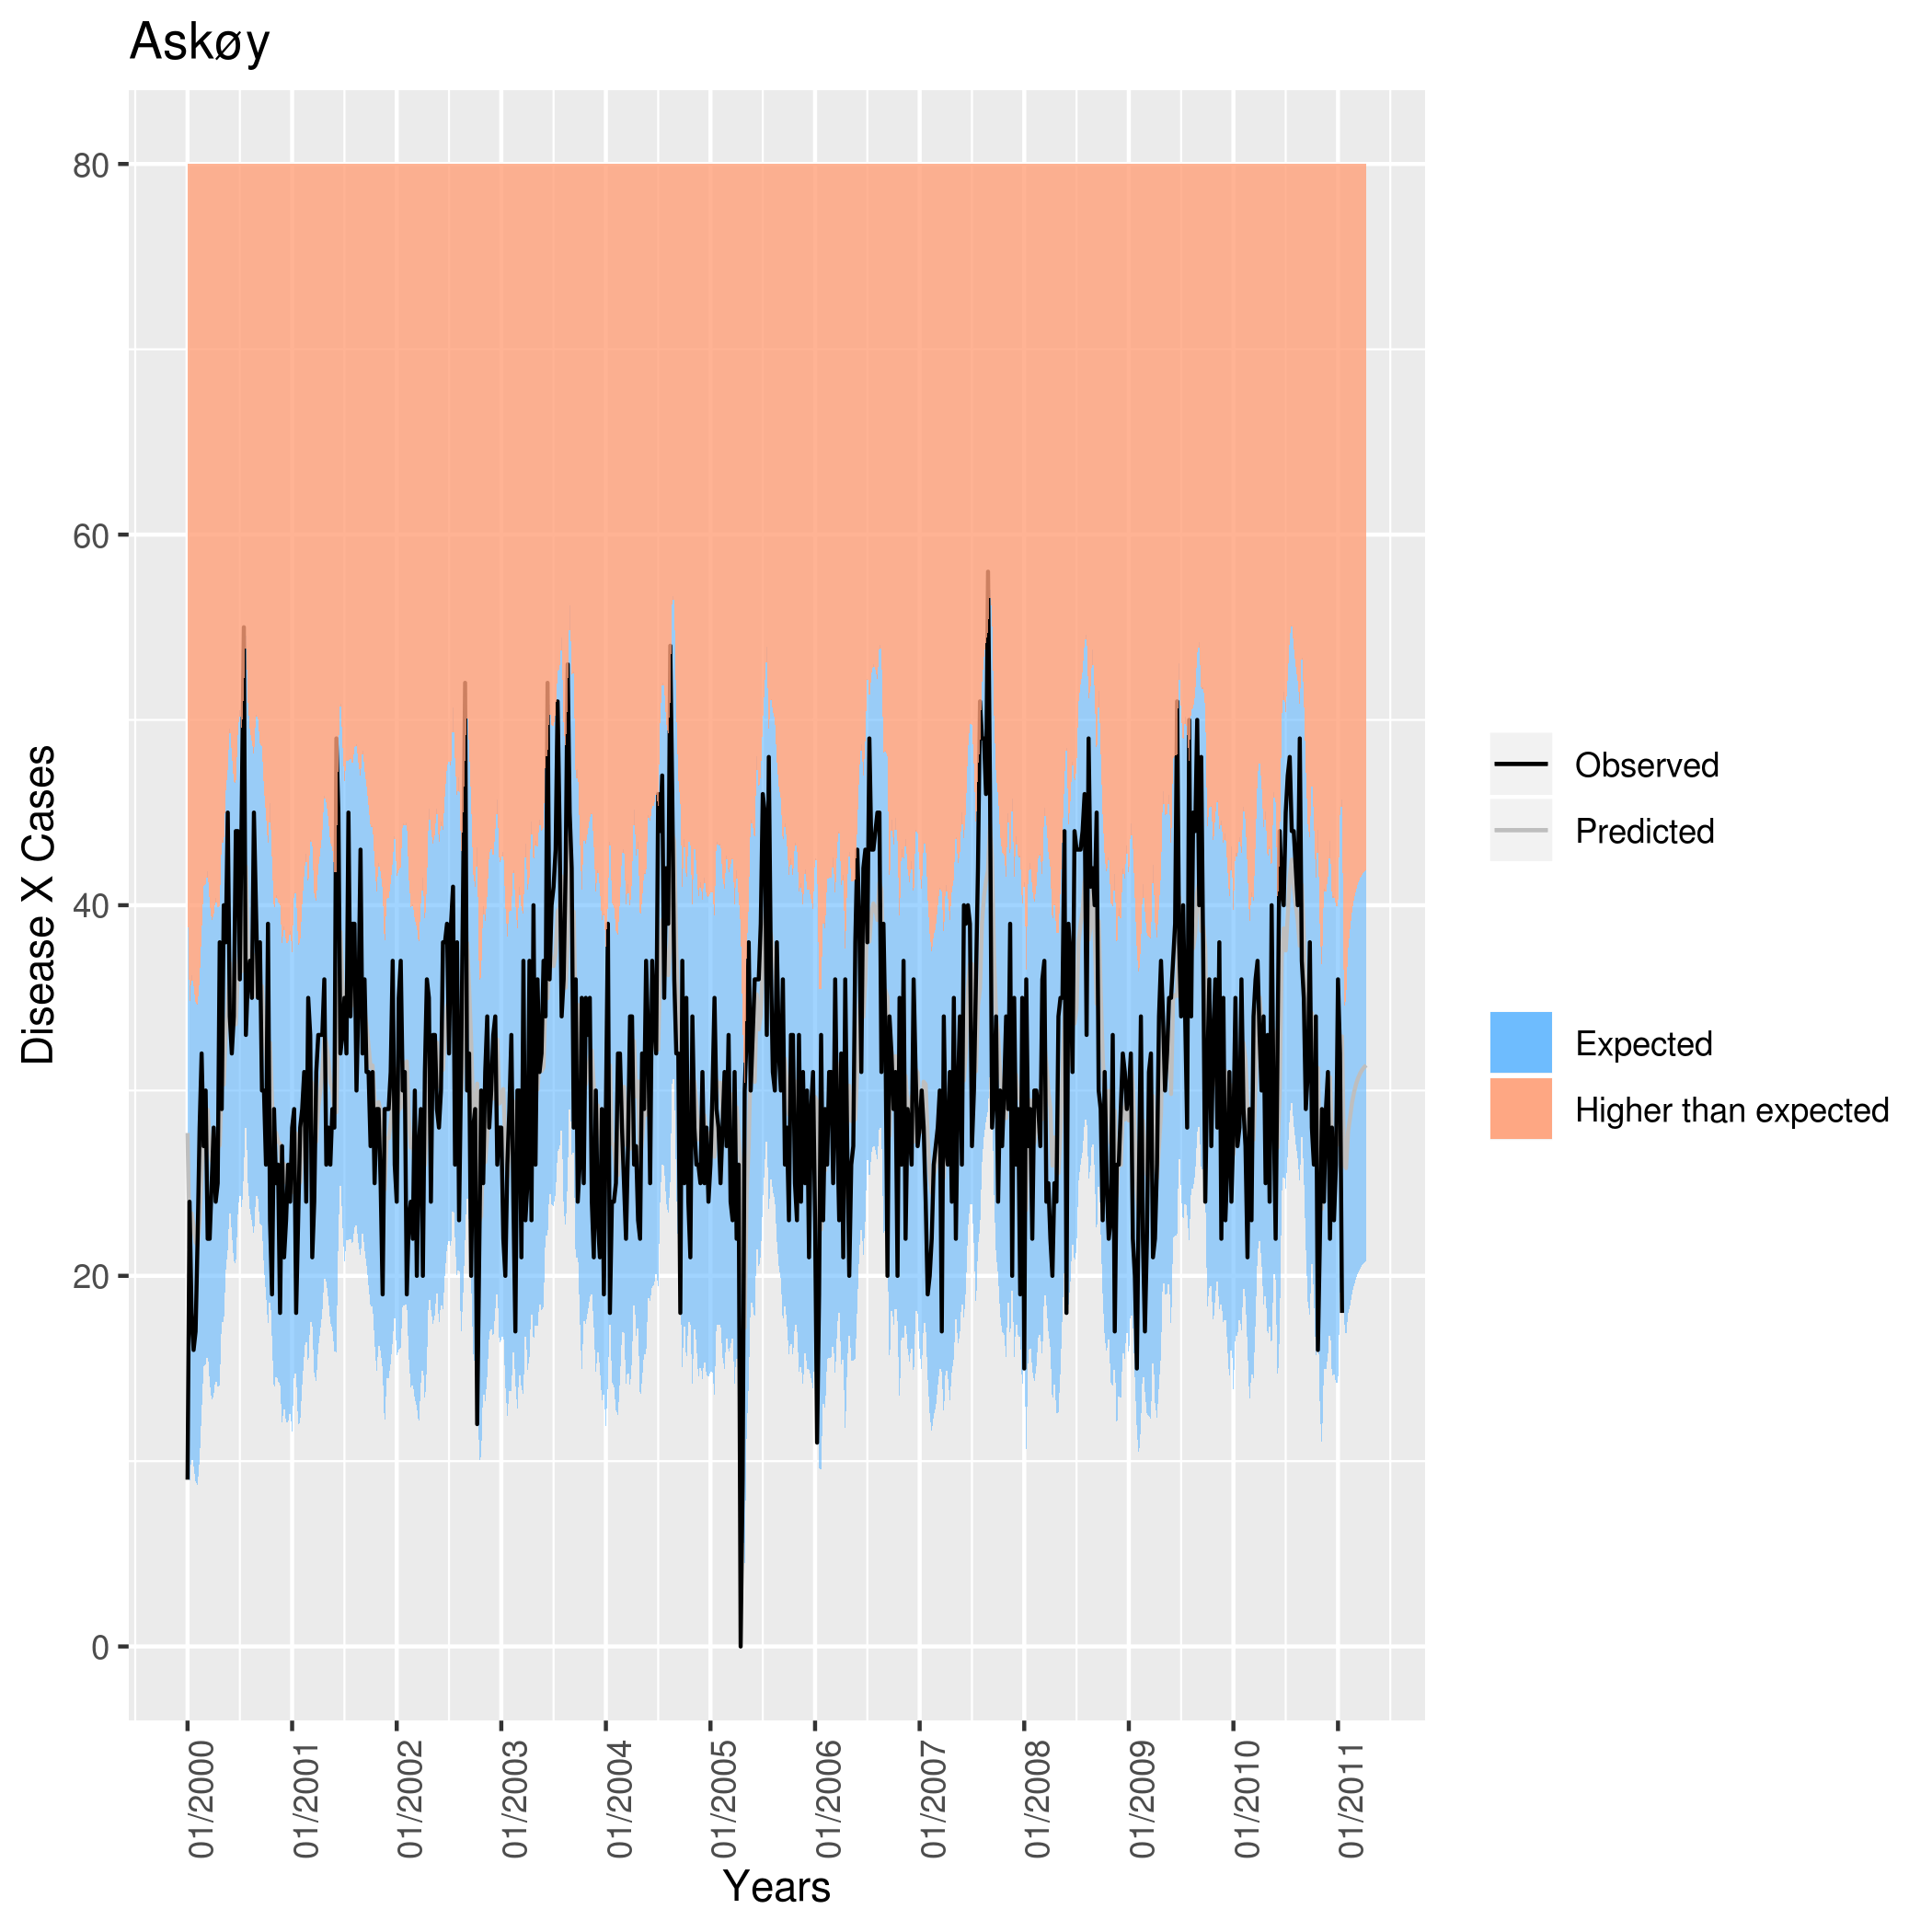 Askøy
80
60
40
20
0
Disease X Cases
01/2000
01/2001
01/2002
01/2003
01/2004
01/2005
01/2006
01/2007
01/2008
01/2009
01/2010
01/2011
Years
Observed
Predicted
Expected
Higher than expected